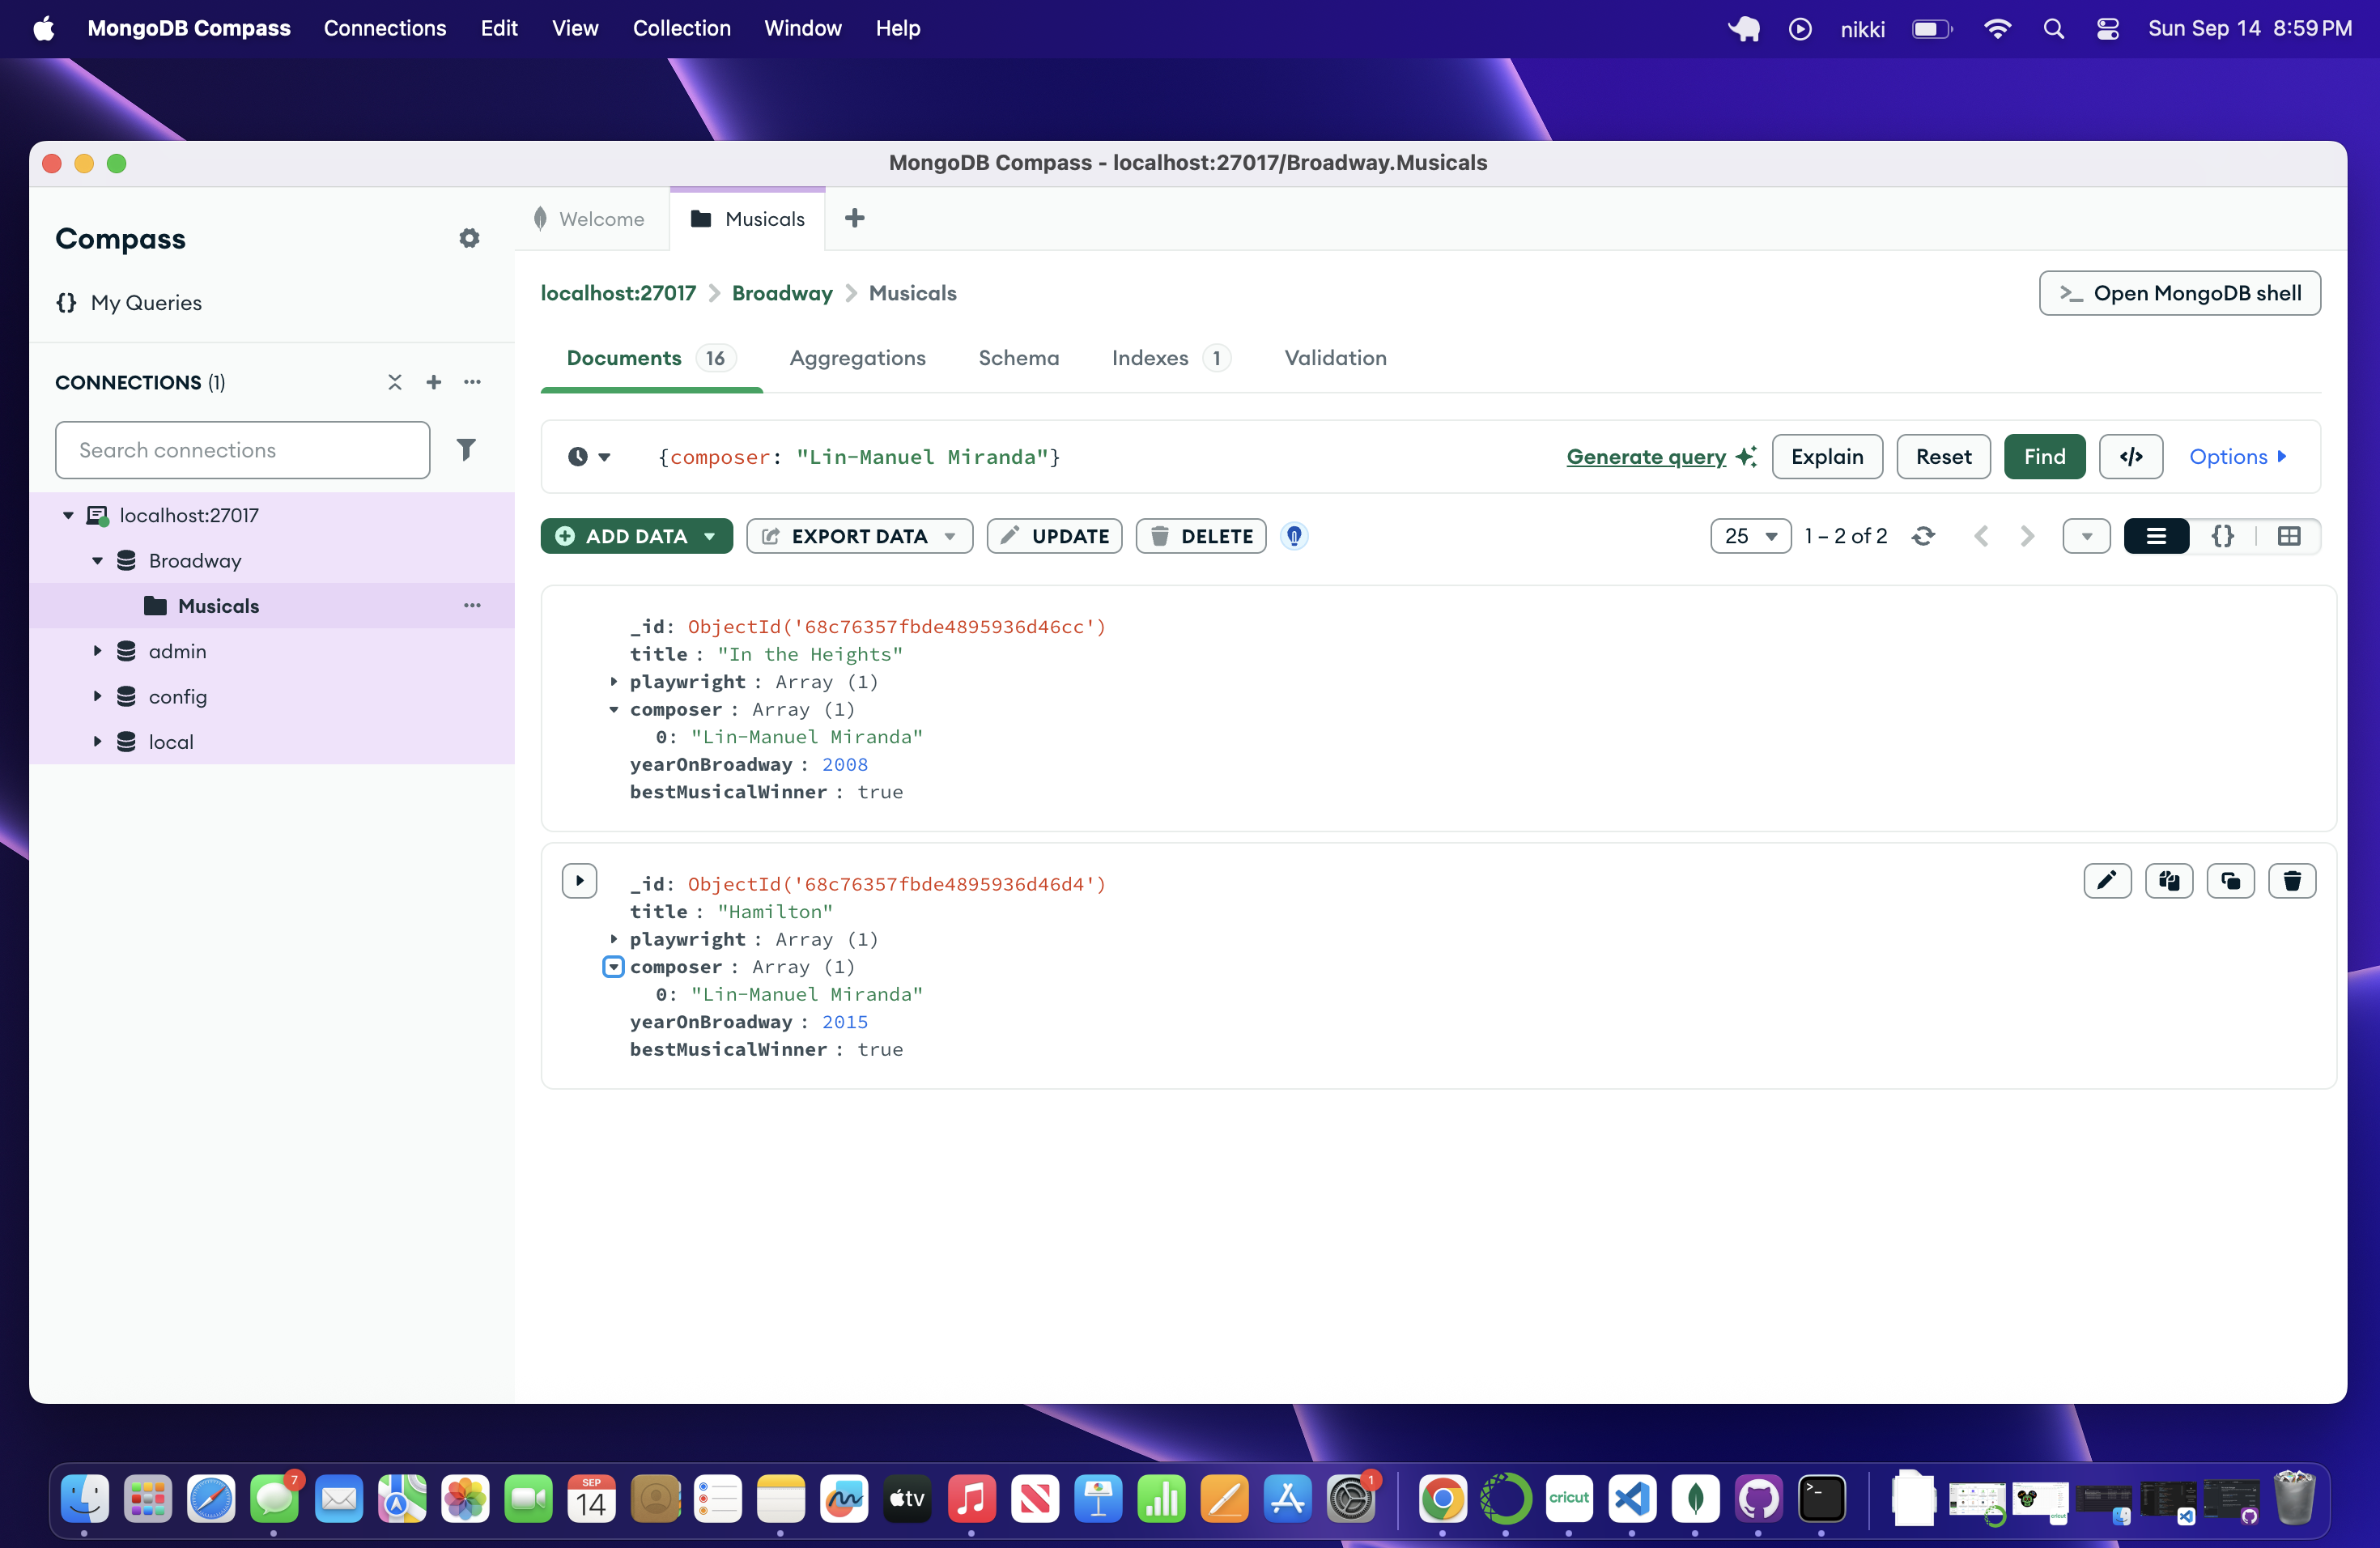 MongoDB Compass Connections Edit View Collection Window Help nikki Sun Sep 14 8:59 PM
MongoDB Compass - localhost:27017/Broadway.Musicals
Compass
My Queries
CONNECTIONS (1)
Search connections
localhost:27017
Broadway
Musicals
admin
config
local
Welcome Musicals
localhost:27017 > Broadway > Musicals
>_ Open MongoDB shell
Documents 16 Aggregations Schema Indexes 1 Validation
{composer: "Lin-Manuel Miranda"}
Generate query Explain Reset Find </> Options
ADD DATA EXPORT DATA UPDATE DELETE 25 1 – 2 of 2 {}
_id: ObjectId('68c76357fbde4895936d46cc')
title : "In the Heights"
playwright : Array (1)
composer : Array (1)
0: "Lin-Manuel Miranda"
yearOnBroadway : 2008
bestMusicalWinner : true
_id: ObjectId('68c76357fbde4895936d46d4')
title : "Hamilton"
playwright : Array (1)
composer : Array (1)
0: "Lin-Manuel Miranda"
yearOnBroadway : 2015
bestMusicalWinner : true
7 SEP 14 tv 1 cricut >_